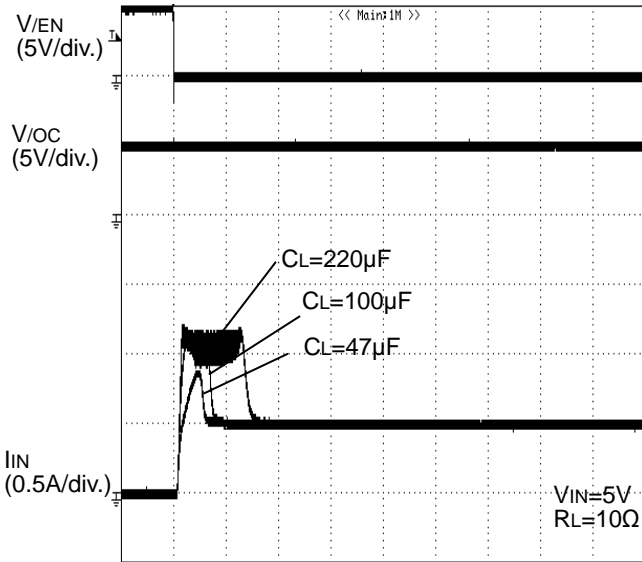 << Main:1M >>
V/EN
(5V/div.)
V/OC
(5V/div.)
CL=220µF
CL=100µF
CL=47µF
IIN
(0.5A/div.)
VIN=5V
RL=10Ω